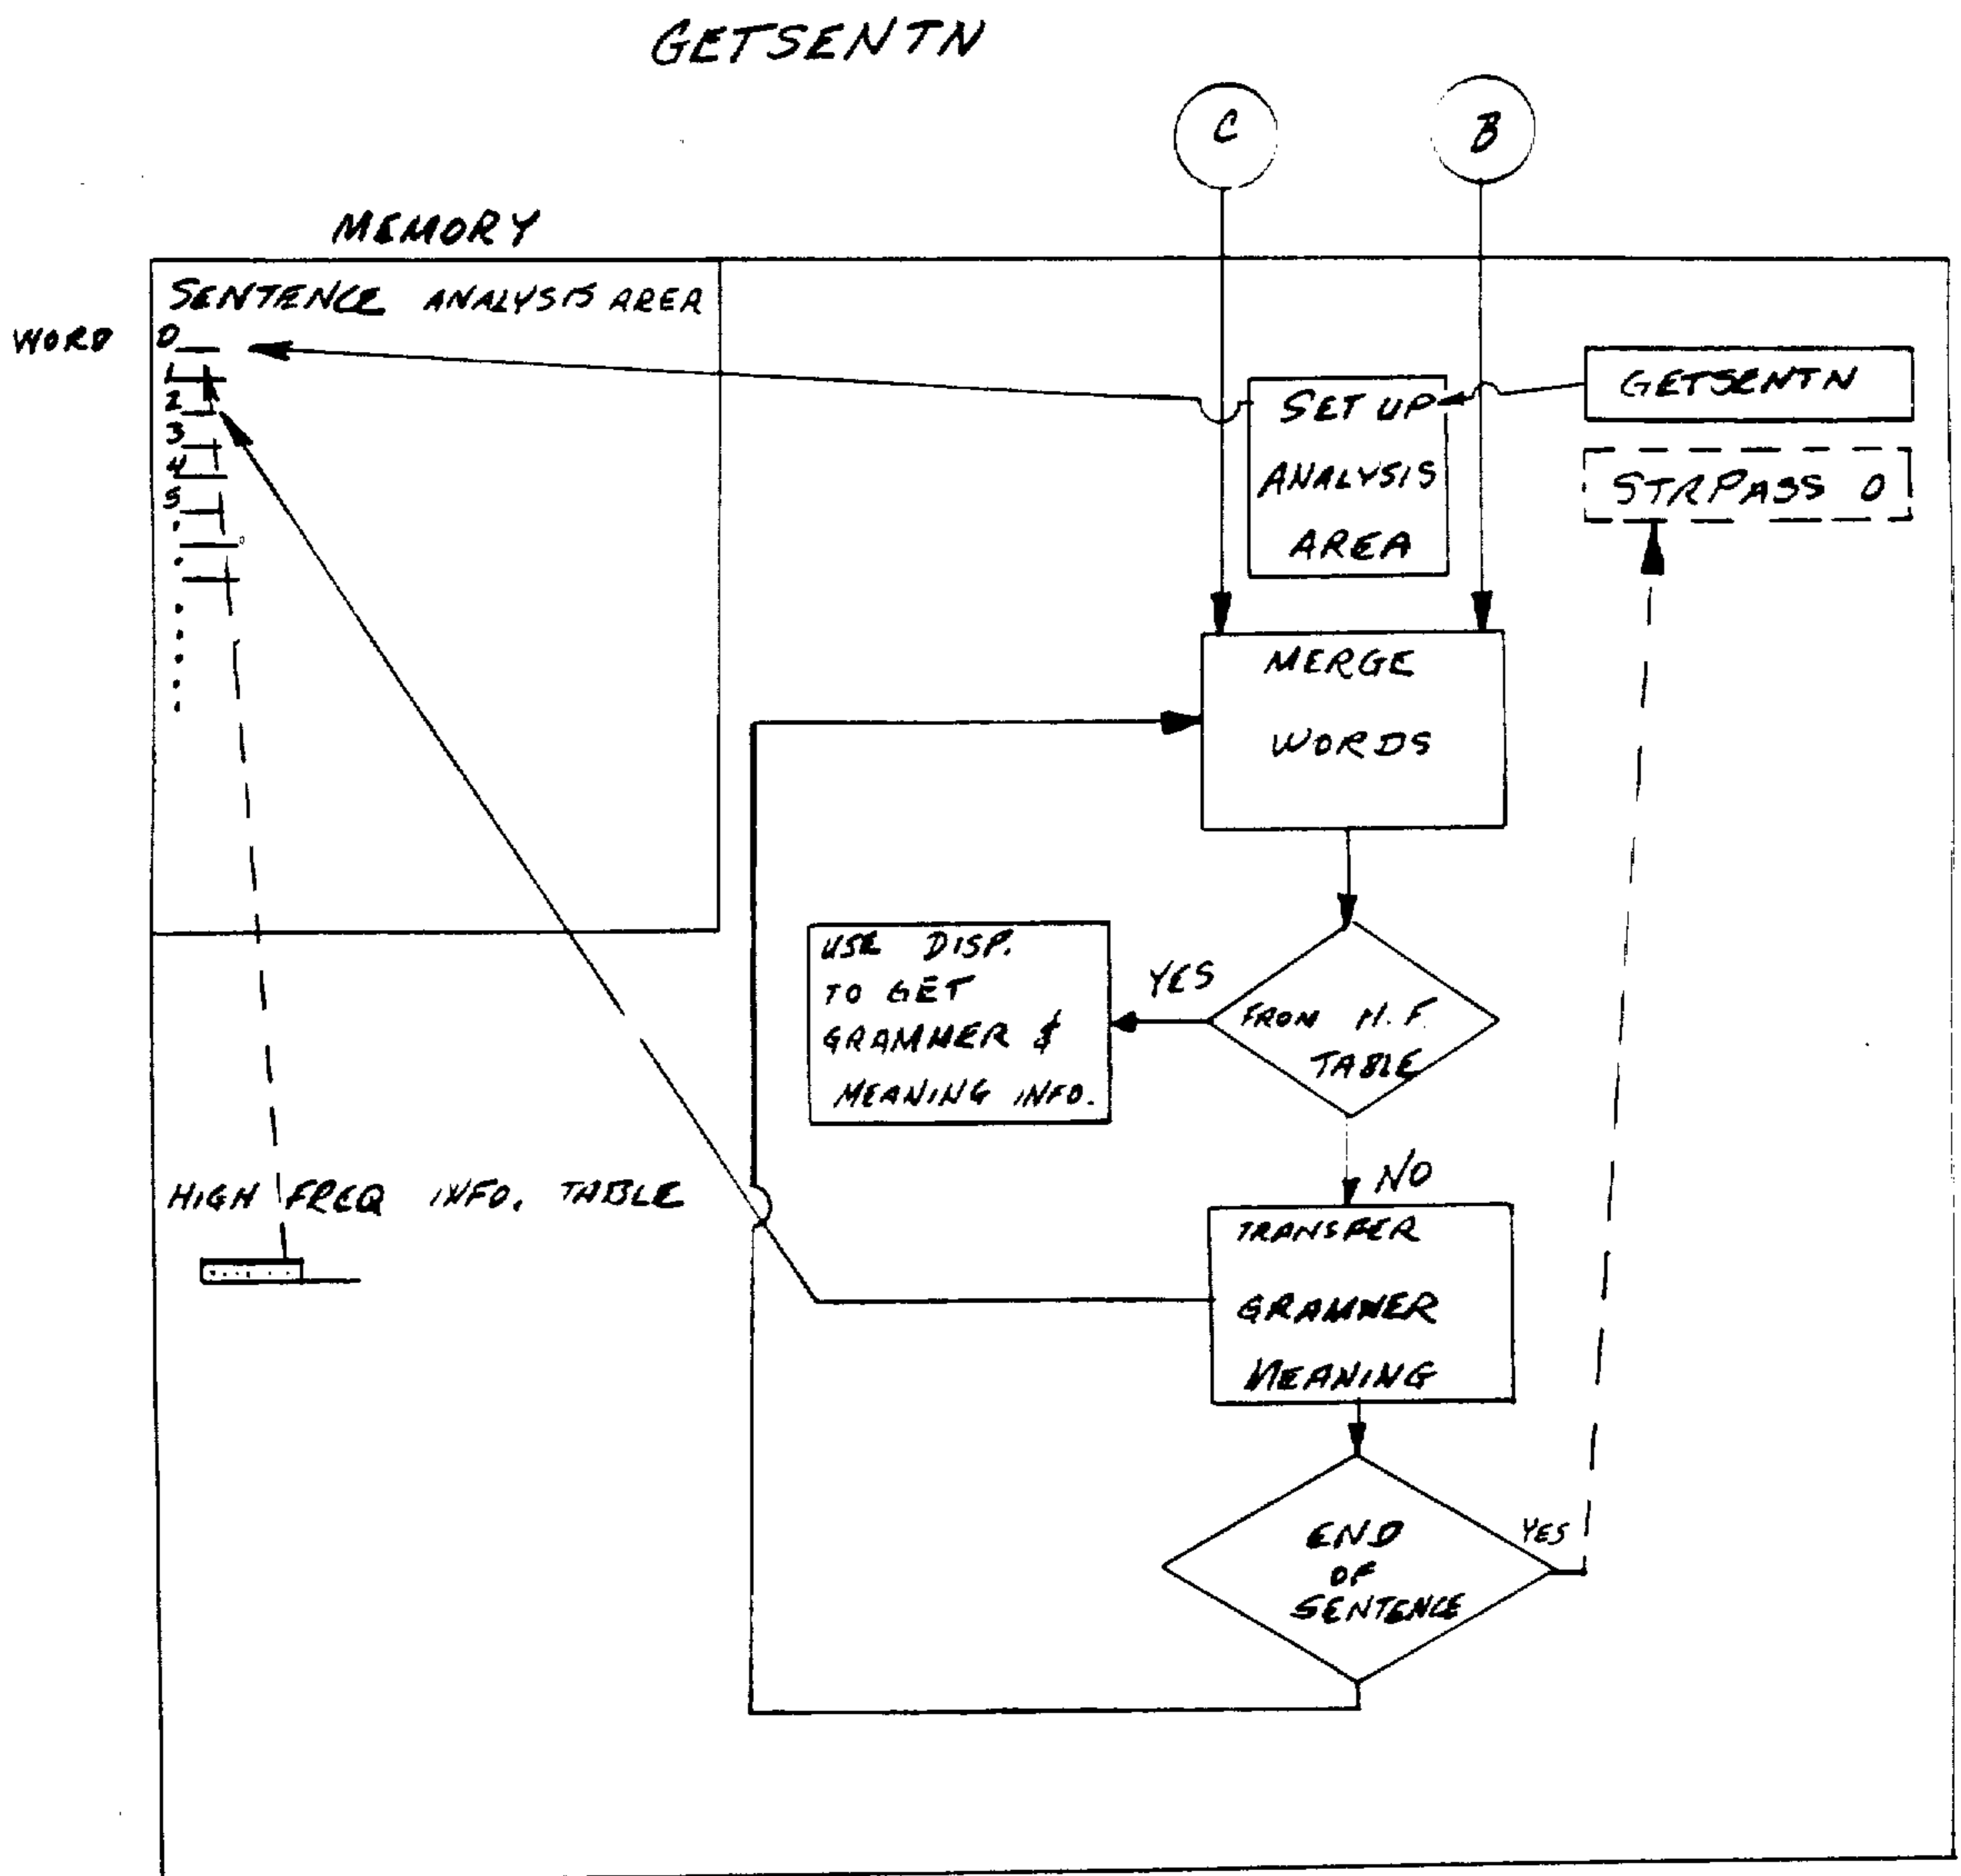 GETSENTN
C
B
MEMORY
SENTENCE ANALYSIS AREA
WORD 0
1
2
3
4
5
GETSENTN
STRPASS 0
SET UP
ANALYSIS
AREA
MERGE
WORDS
USE DISP.
TO GET
GRAMMER &
MEANING INFO.
YES
FROM H.F.
TABLE
NO
HIGH FREQ INFO. TABLE
TRANSFER
GRAMMER
MEANING
END
OF
SENTENCE
YES